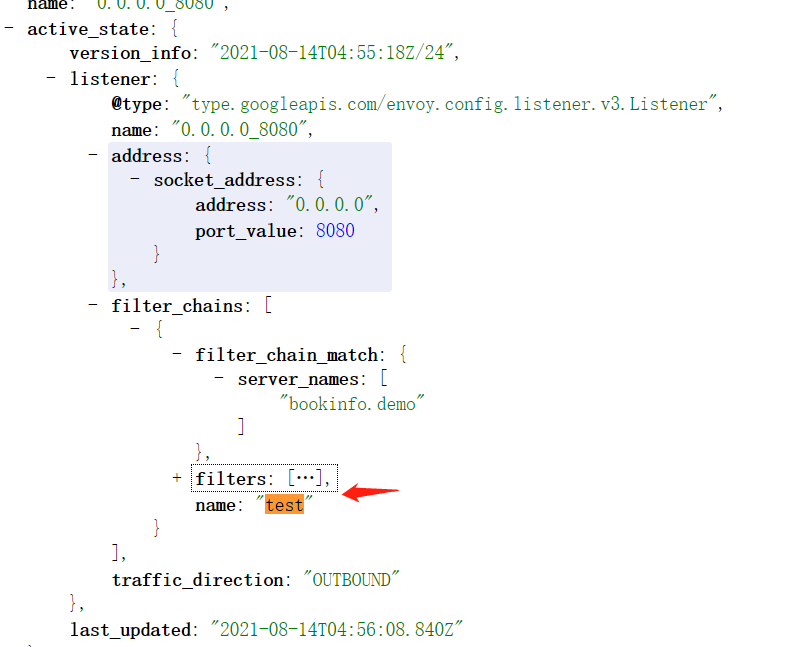 name: "0.0.0.0_8080",
- active_state: {
version_info: "2021-08-14T04:55:18Z/24",
- listener: {
@type: "type.googleapis.com/envoy.config.listener.v3.Listener",
name: "0.0.0.0_8080",
- address: {
- socket_address: {
address: "0.0.0.0",
port_value: 8080
}
},
- filter_chains: [
- {
- filter_chain_match: {
- server_names: [
"bookinfo.demo"
]
},
+ filters: [⋯],
name: "test"
}
],
traffic_direction: "OUTBOUND"
},
last_updated: "2021-08-14T04:56:08.840Z"